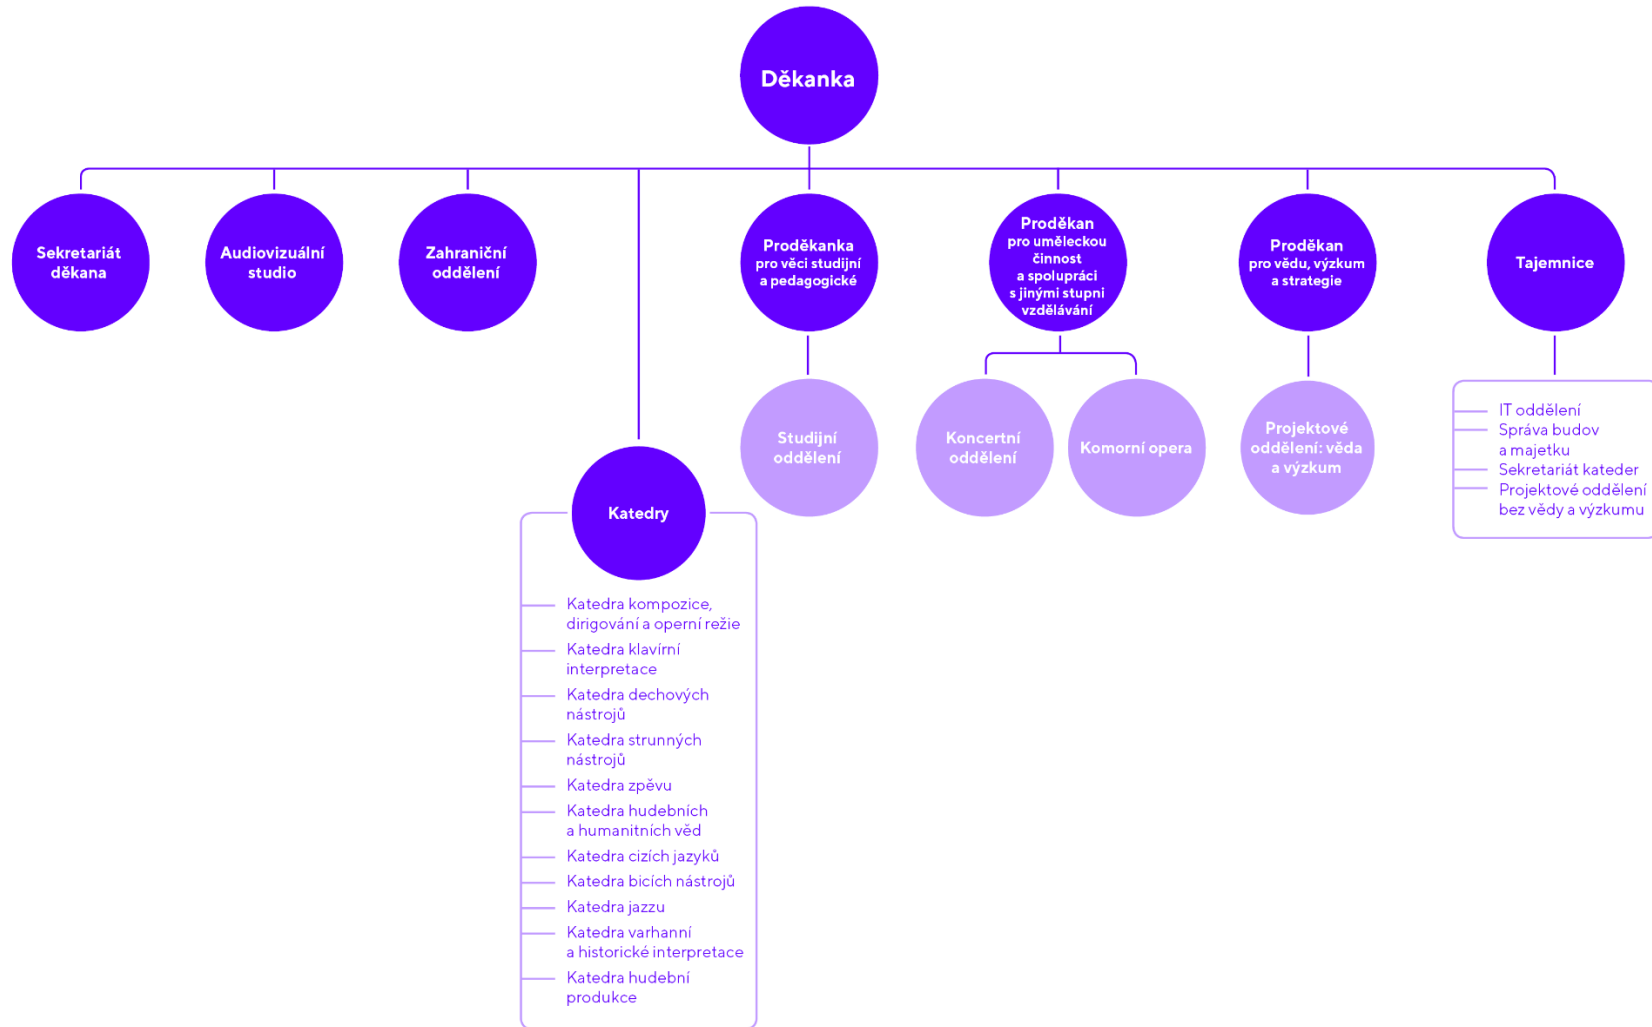 Děkanka
Sekretariát
děkana
Audiovizuální
studio
Zahraniční
oddělení
Proděkanka
pro věci studijní
a pedagogické
Proděkan
pro uměleckou
činnost
a spolupráci
s jinými stupni
vzdělávání
Proděkan
pro vědu, výzkum
a strategie
Tajemnice
Studijní
oddělení
Koncertní
oddělení
Komorní opera
Projektové
oddělení: věda
a výzkum
IT oddělení
Správa budov
a majetku
Sekretariát kateder
Projektové oddělení
bez vědy a výzkumu
Katedry
Katedra kompozice,
dirigování a operní režie
Katedra klavírní
interpretace
Katedra dechových
nástrojů
Katedra strunných
nástrojů
Katedra zpěvu
Katedra hudebních
a humanitních věd
Katedra cizích jazyků
Katedra bicích nástrojů
Katedra jazzu
Katedra varhanní
a historické interpretace
Katedra hudební
produkce